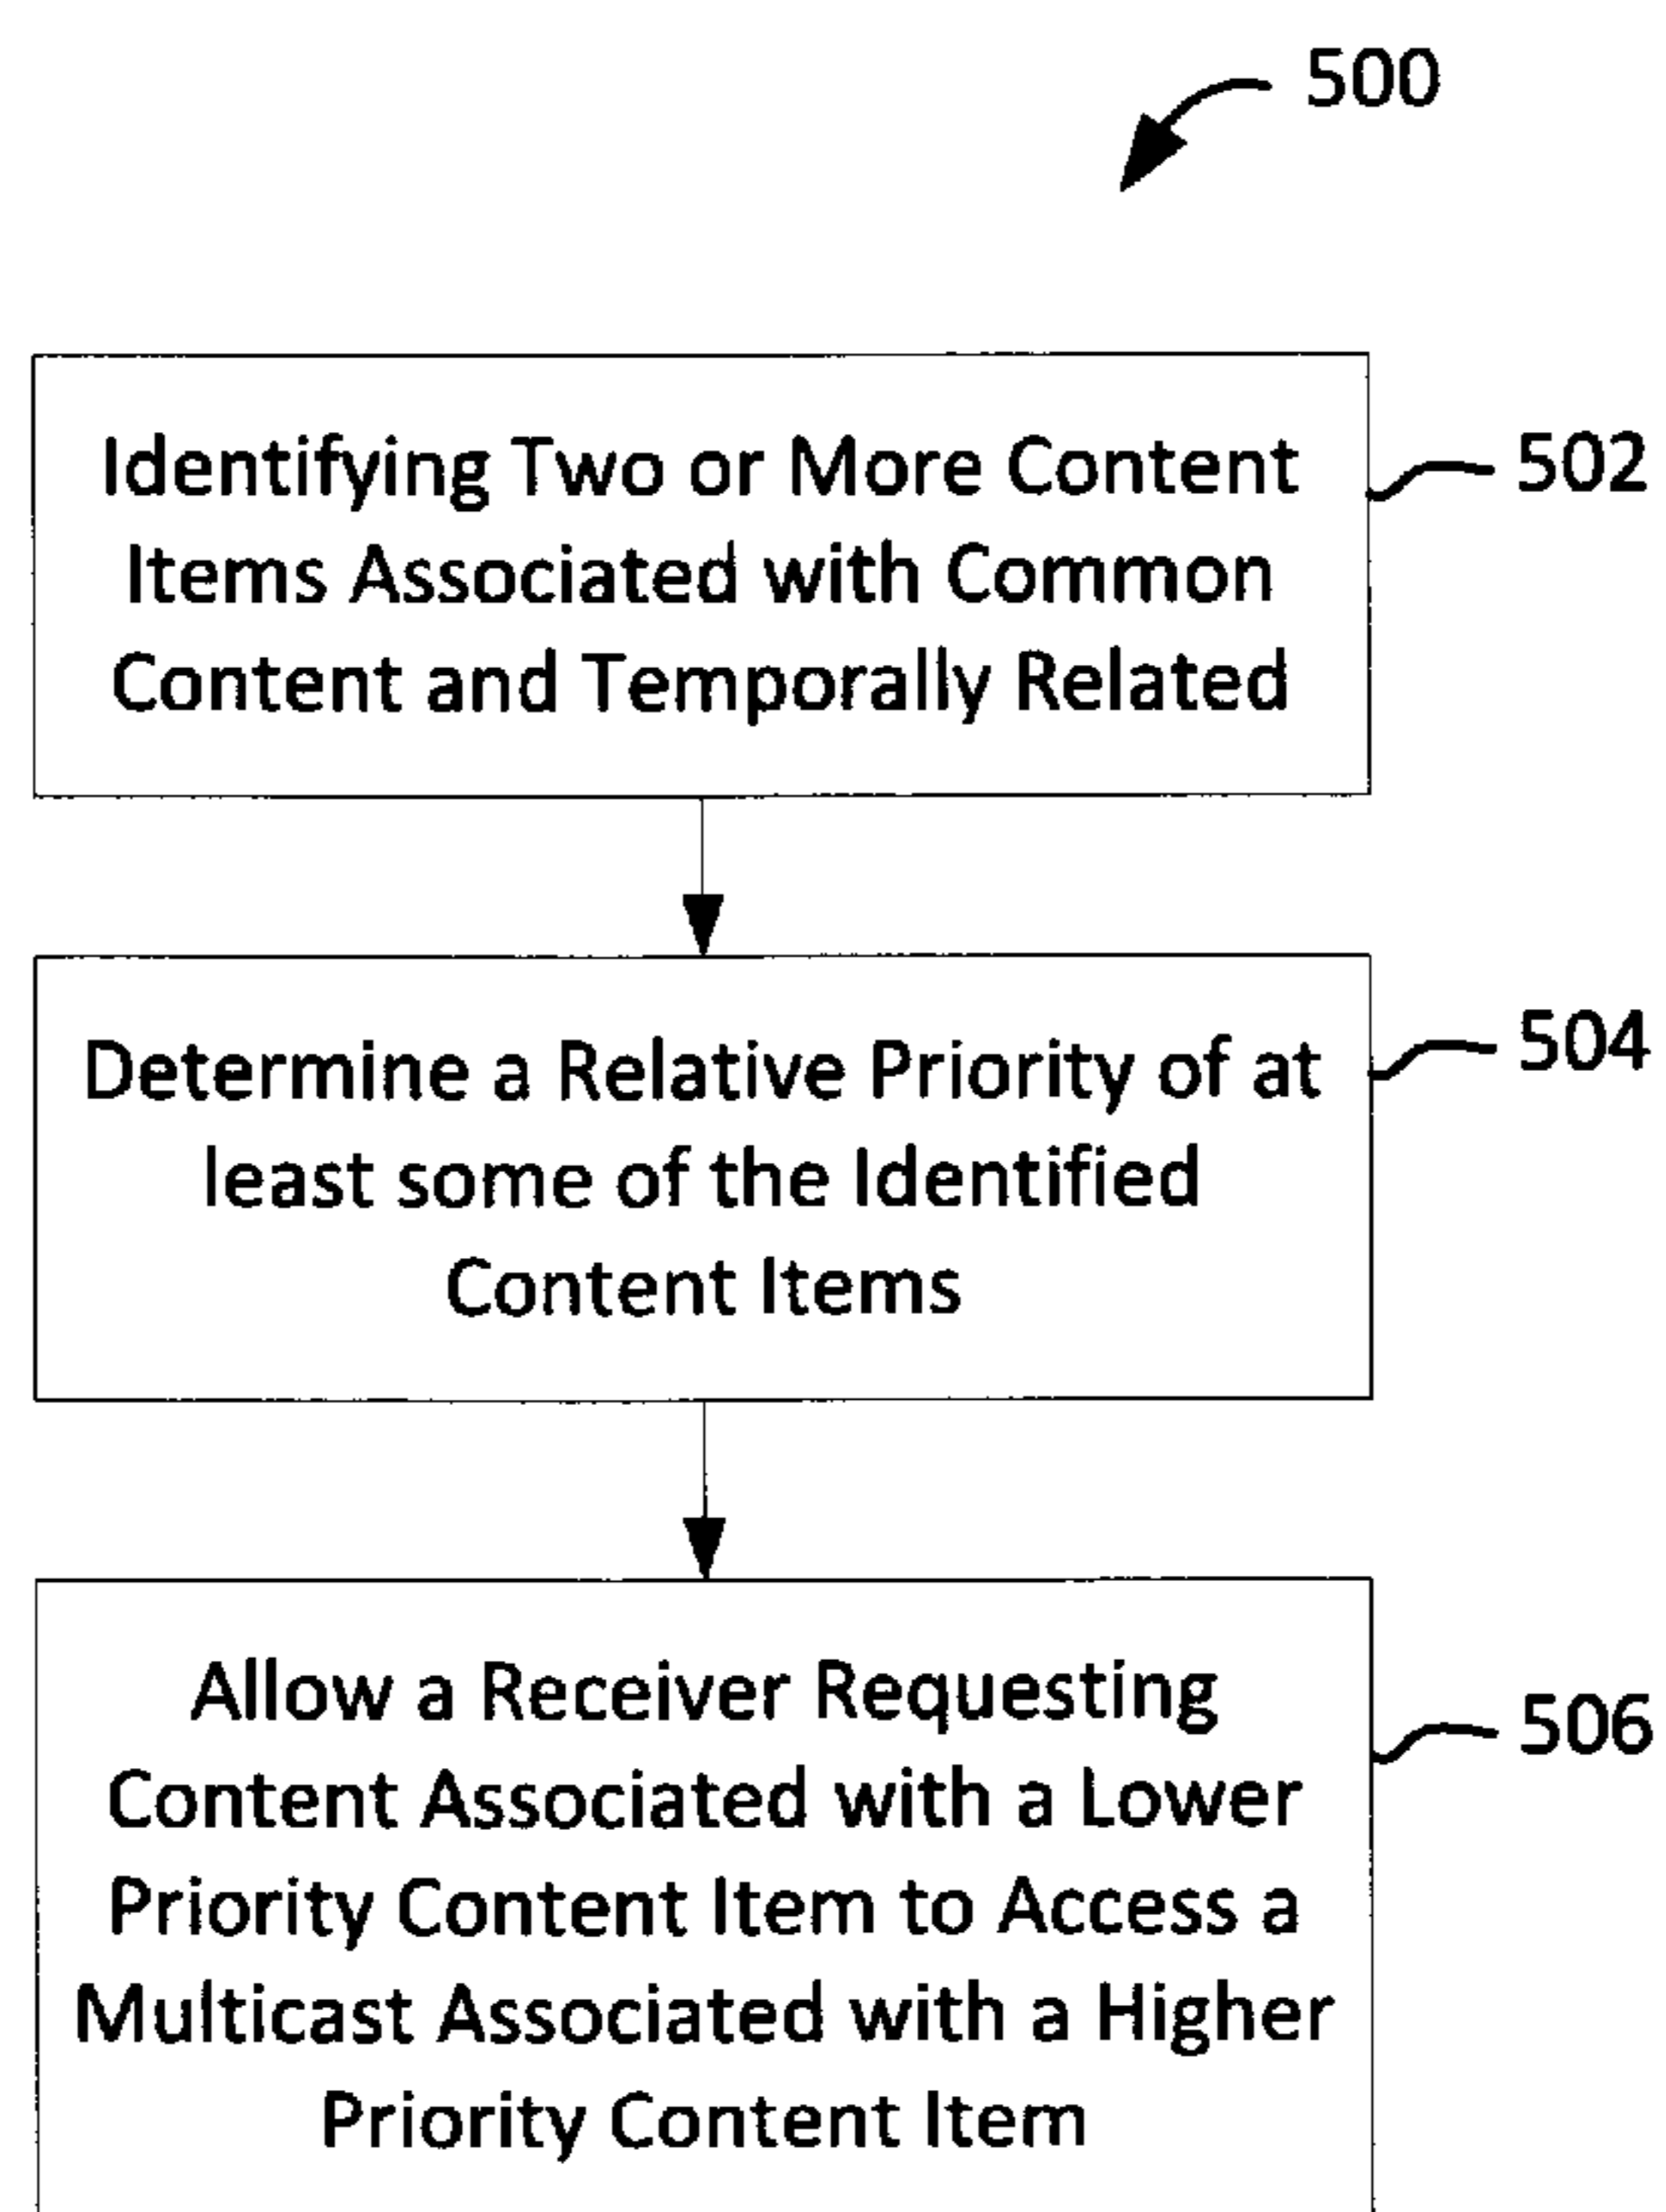 500
Identifying Two or More Content
Items Associated with Common
Content and Temporally Related
502
Determine a Relative Priority of at
least some of the Identified
Content Items
504
Allow a Receiver Requesting
Content Associated with a Lower
Priority Content Item to Access a
Multicast Associated with a Higher
Priority Content Item
506